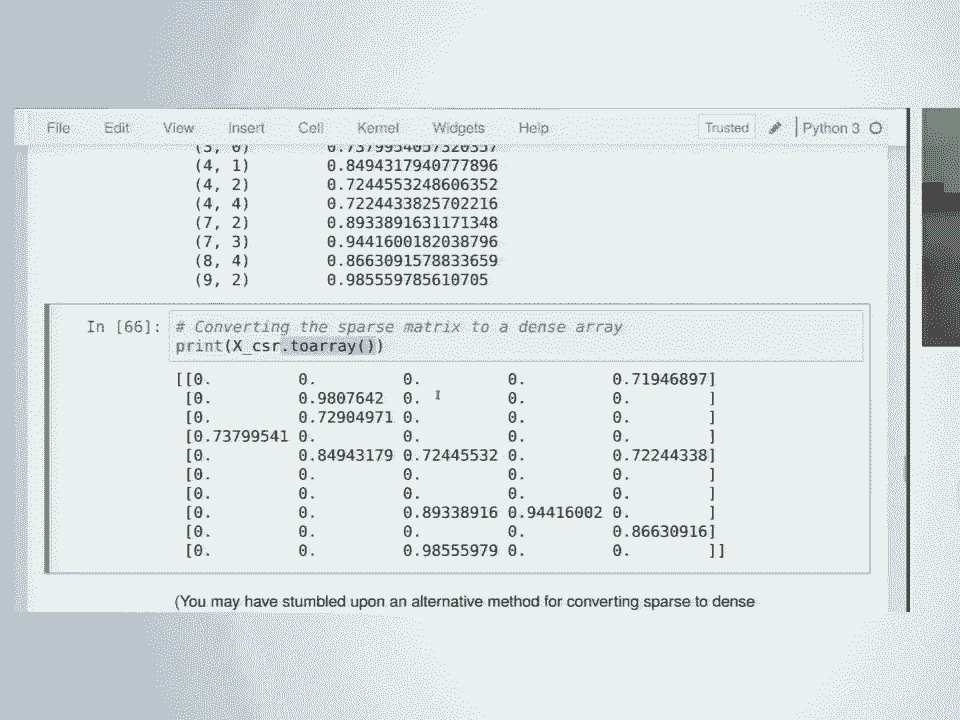 File Edit View Insert Cell Kernel Widgets Help Trusted Python 3
(3, 0) 0.7379954057320357
(4, 1) 0.8494317940777896
(4, 2) 0.7244553248606352
(4, 4) 0.7224433825702216
(7, 2) 0.8933891631171348
(7, 3) 0.9441600182038796
(8, 4) 0.8663091578833659
(9, 2) 0.985559785610705
In [66]: # Converting the sparse matrix to a dense array
print(X_csr.toarray())
[[0. 0. 0. 0. 0.71946897]
[0. 0.9807642 0. 0. 0. ]
[0. 0.72904971 0. 0. 0. ]
[0.73799541 0. 0. 0. 0. ]
[0. 0.84943179 0.72445532 0. 0.72244338]
[0. 0. 0. 0. 0. ]
[0. 0. 0. 0. 0. ]
[0. 0. 0.89338916 0.94416002 0. ]
[0. 0. 0. 0. 0.86630916]
[0. 0. 0.98555979 0. 0. ]]
(You may have stumbled upon an alternative method for converting sparse to dense